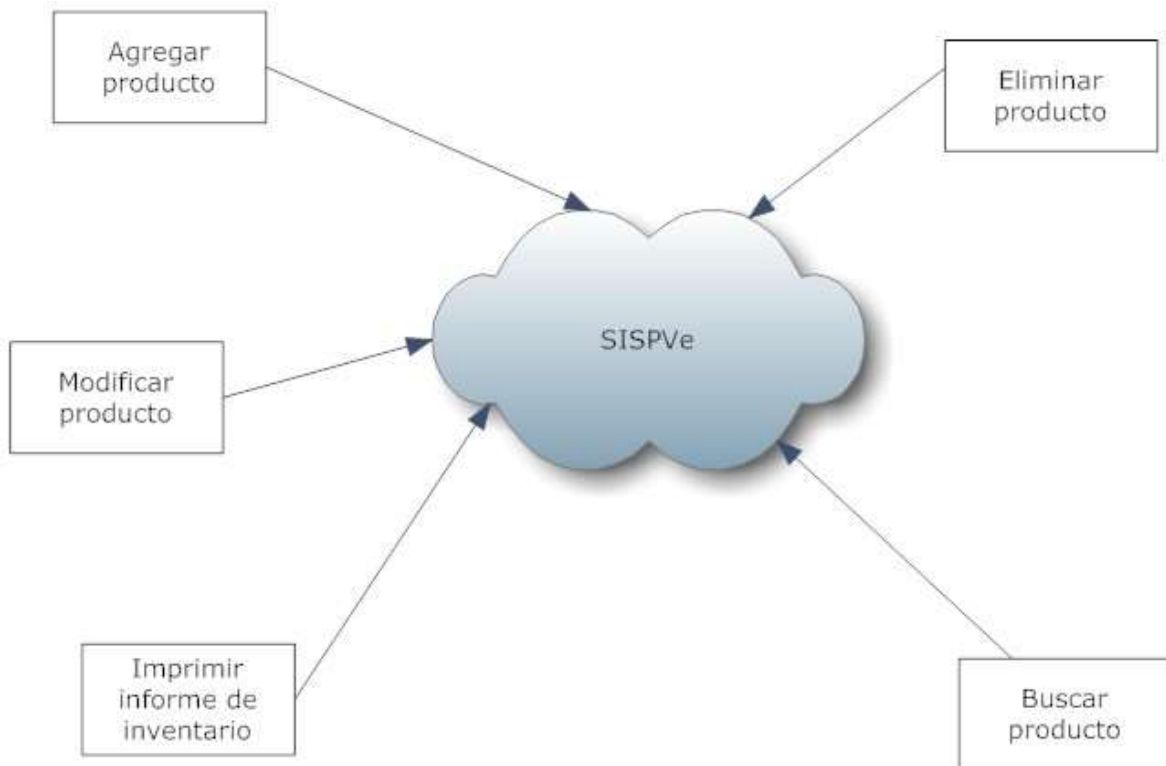 Agregar
producto
Eliminar
producto
SISPVe
Modificar
producto
Imprimir
informe de
inventario
Buscar
producto